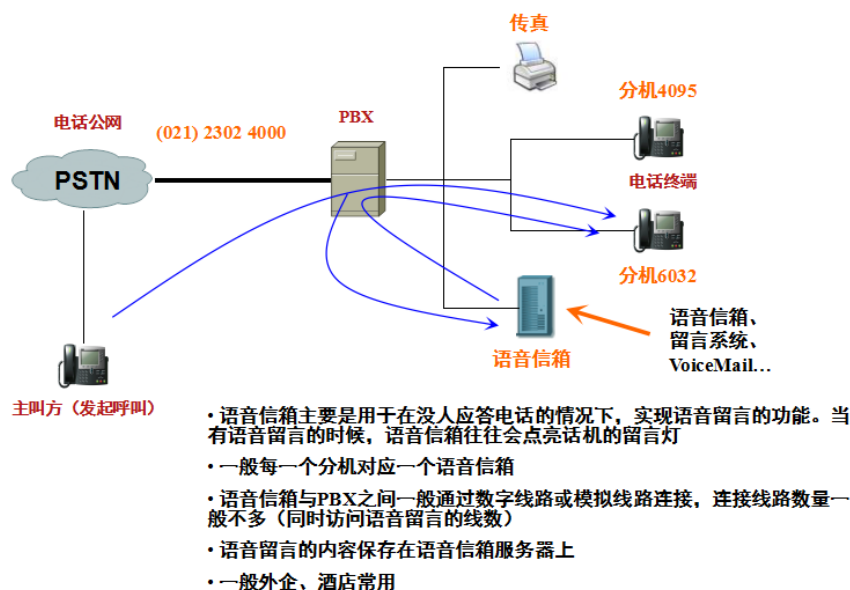 传真
分机4095
电话公网
(021) 2302 4000
PBX
PSTN
电话终端
分机6032
语音信箱、
留言系统、
VoiceMail…
语音信箱
主叫方（发起呼叫）
• 语音信箱主要是用于在没人应答电话的情况下，实现语音留言的功能。当
有语音留言的时候，语音信箱往往会点亮话机的留言灯
• 一般每一个分机对应一个语音信箱
• 语音信箱与PBX之间一般通过数字线路或模拟线路连接，连接线路数量一
般不多（同时访问语音留言的线数）
• 语音留言的内容保存在语音信箱服务器上
• 一般外企、酒店常用